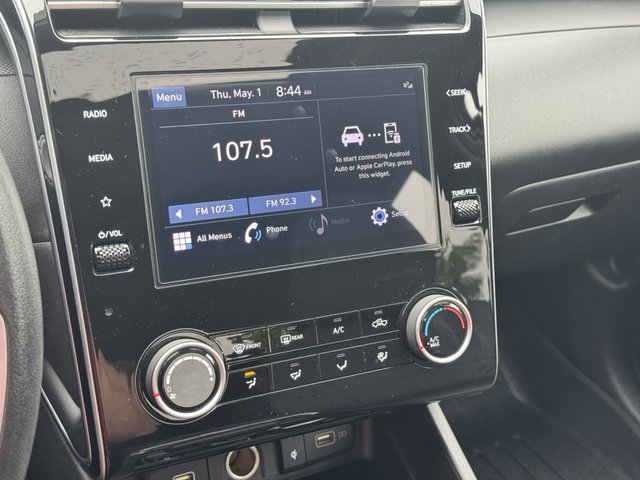 Menu
Thu, May. 1
8:44 AM
RADIO
MEDIA
⏻/VOL
FM
107.5
FM 107.3
FM 92.3
To start connecting Android
Auto or Apple CarPlay, press
this widget.
All Menus
Phone
Media
Setup
<SEEK
TRACK>
SETUP
TUNE/FILE
FRONT
REAR
A/C
0
A/C
MAX